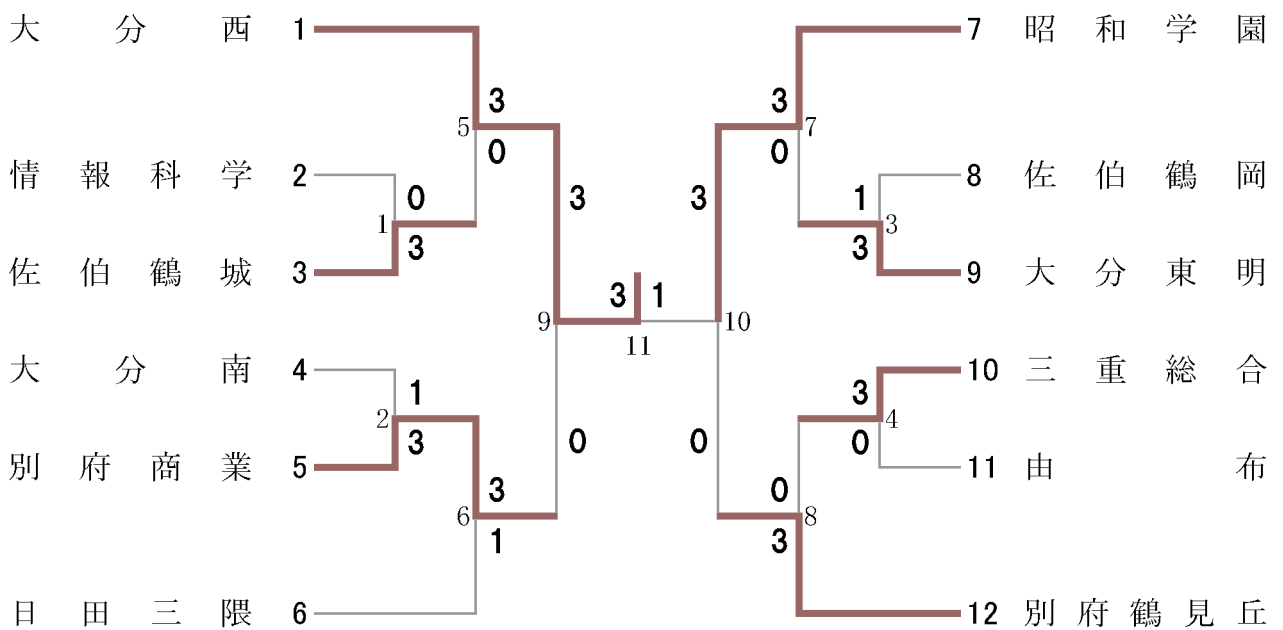 大分西 1 7 昭和学園
3 3
5 7
0 0
情報科学 2 8 佐伯鶴岡
0 3 3 1
1 3
3 3
佐伯鶴城 3 9 大分東明
3 1
9 10
11
大分南 4 10 三重総合
1 3
2 4
3 0 0 0
別府商業 5 11 由布
3 0
6 8
1 3
日田三隈 6 12 別府鶴見丘